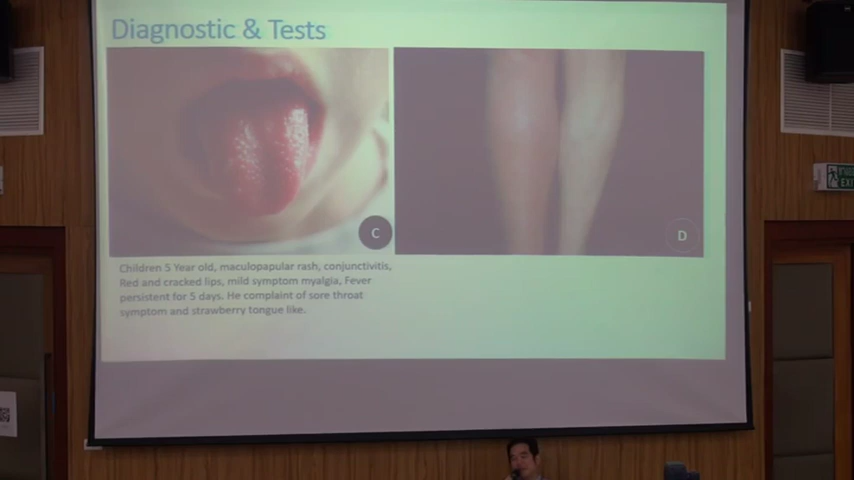 Diagnostic & Tests
C
D
Children 5 Year old, maculopapular rash, conjunctivitis,
Red and cracked lips, mild symptom myalgia, Fever
persistent for 5 days. He complaint of sore throat
symptom and strawberry tongue like.
EXI